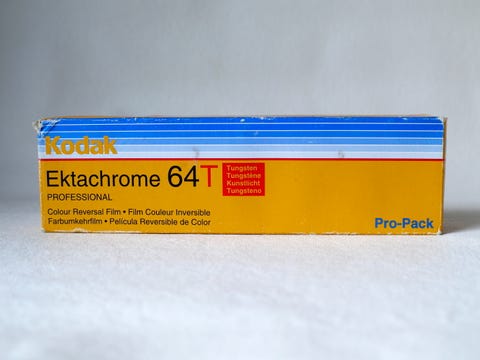 Kodak
Ektachrome 64T
Tungsten
Tungstène
Kunstlicht
Tungsteno
PROFESSIONAL
Colour Reversal Film • Film Couleur Inversible
Farbumkehrfilm • Película Reversible de Color
Pro-Pack